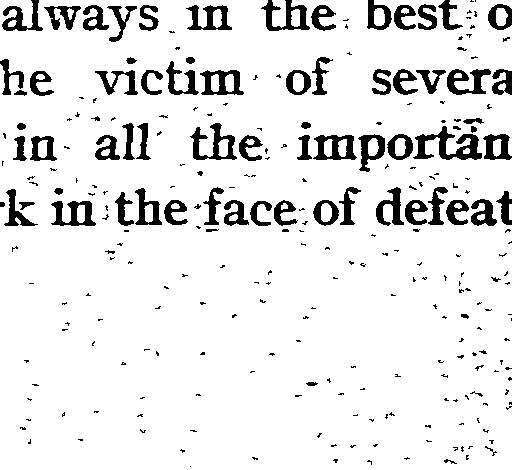 always in the best o
he victim of severa
in all the importan
k in the face of defeat